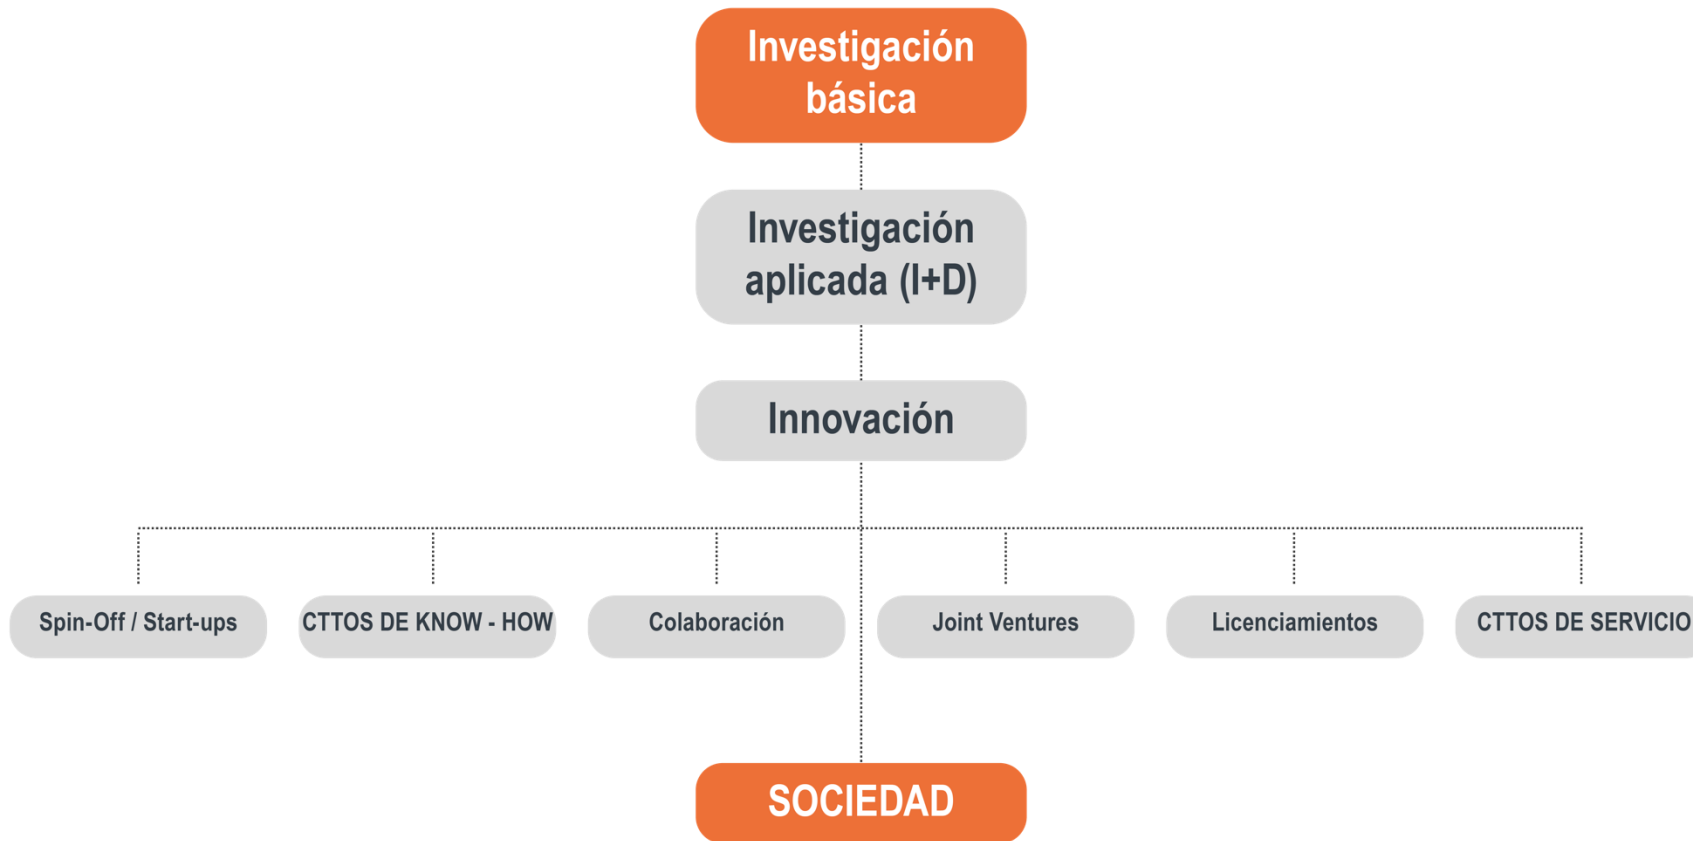 Investigación
básica
Investigación
aplicada (I+D)
Innovación
Spin-Off / Start-ups
CTTOS DE KNOW - HOW
Colaboración
Joint Ventures
Licenciamientos
CTTOS DE SERVICIO
SOCIEDAD